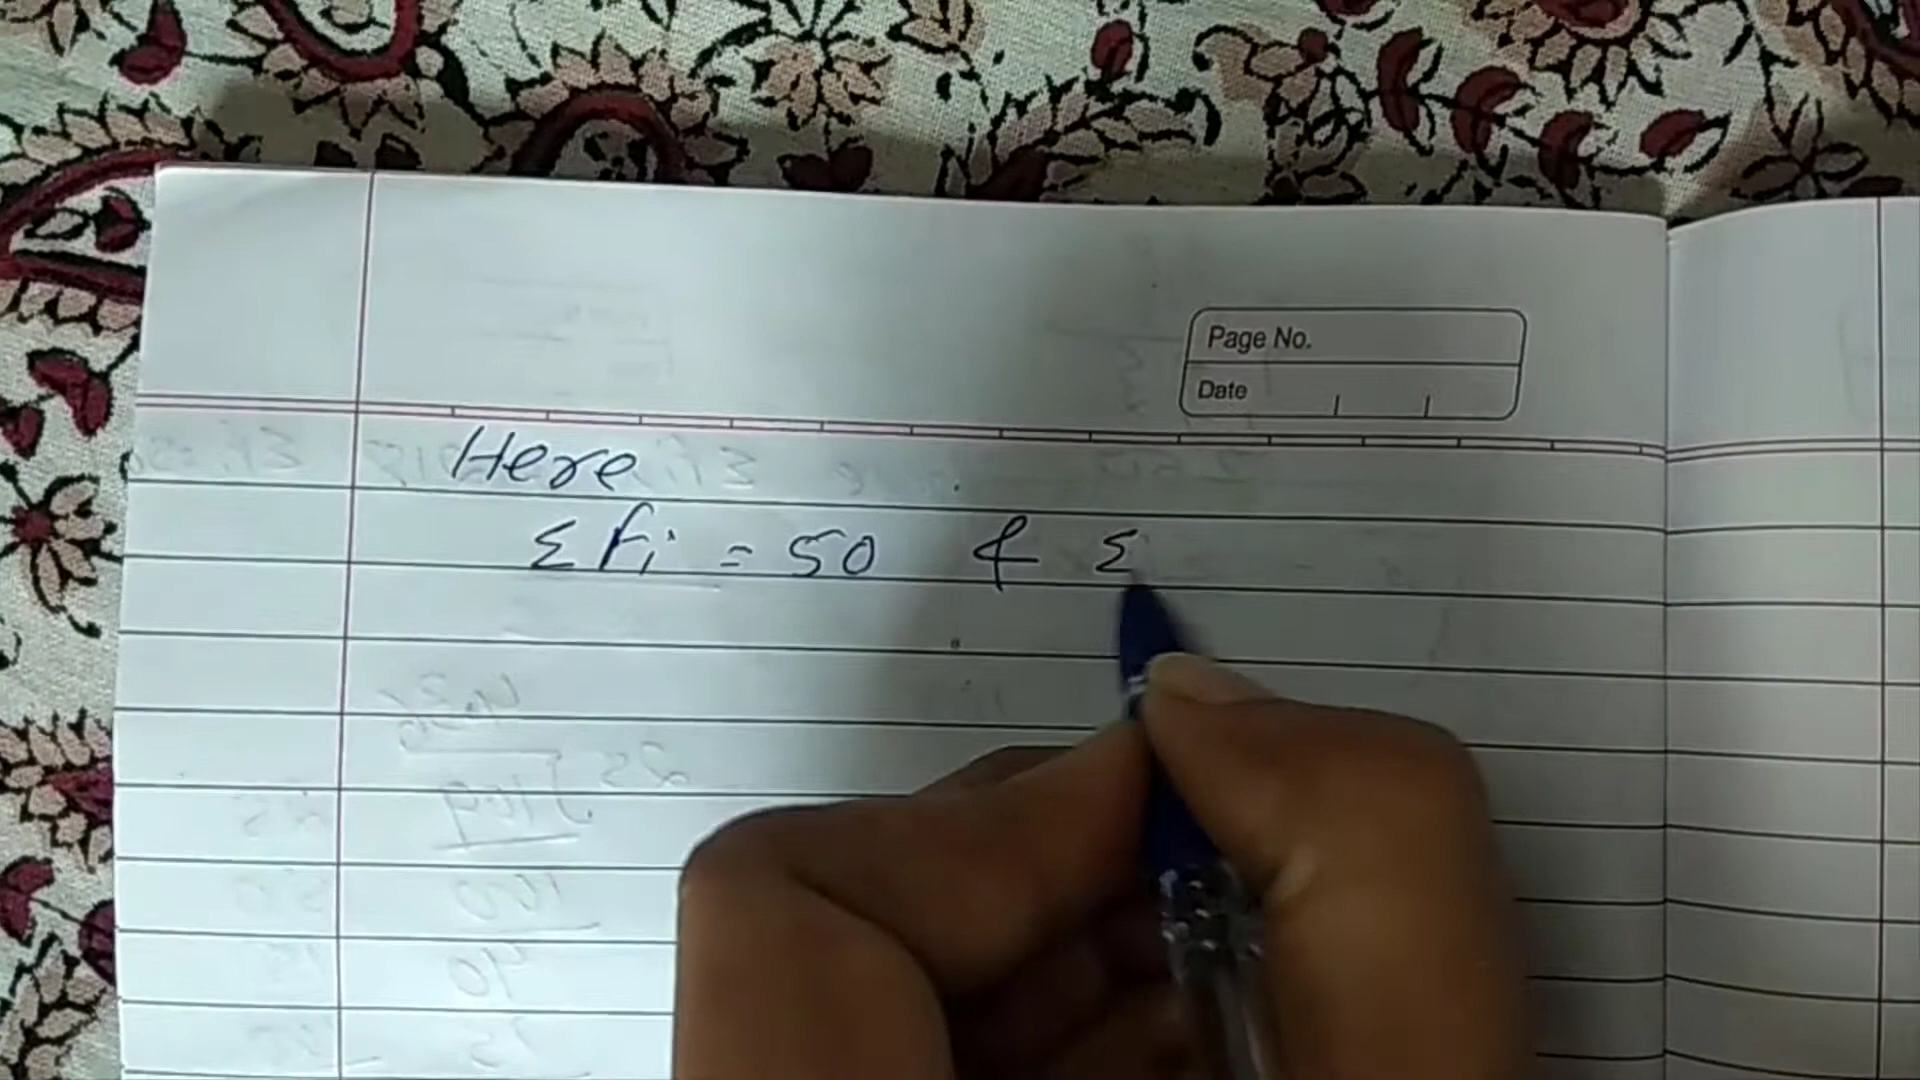 Page No.
Date
Here
Σfi = 50 & Σ